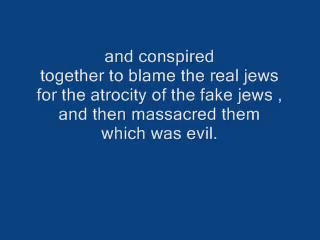 and conspired
together to blame the real jews
for the atrocity of the fake jews ,
and then massacred them
which was evil.